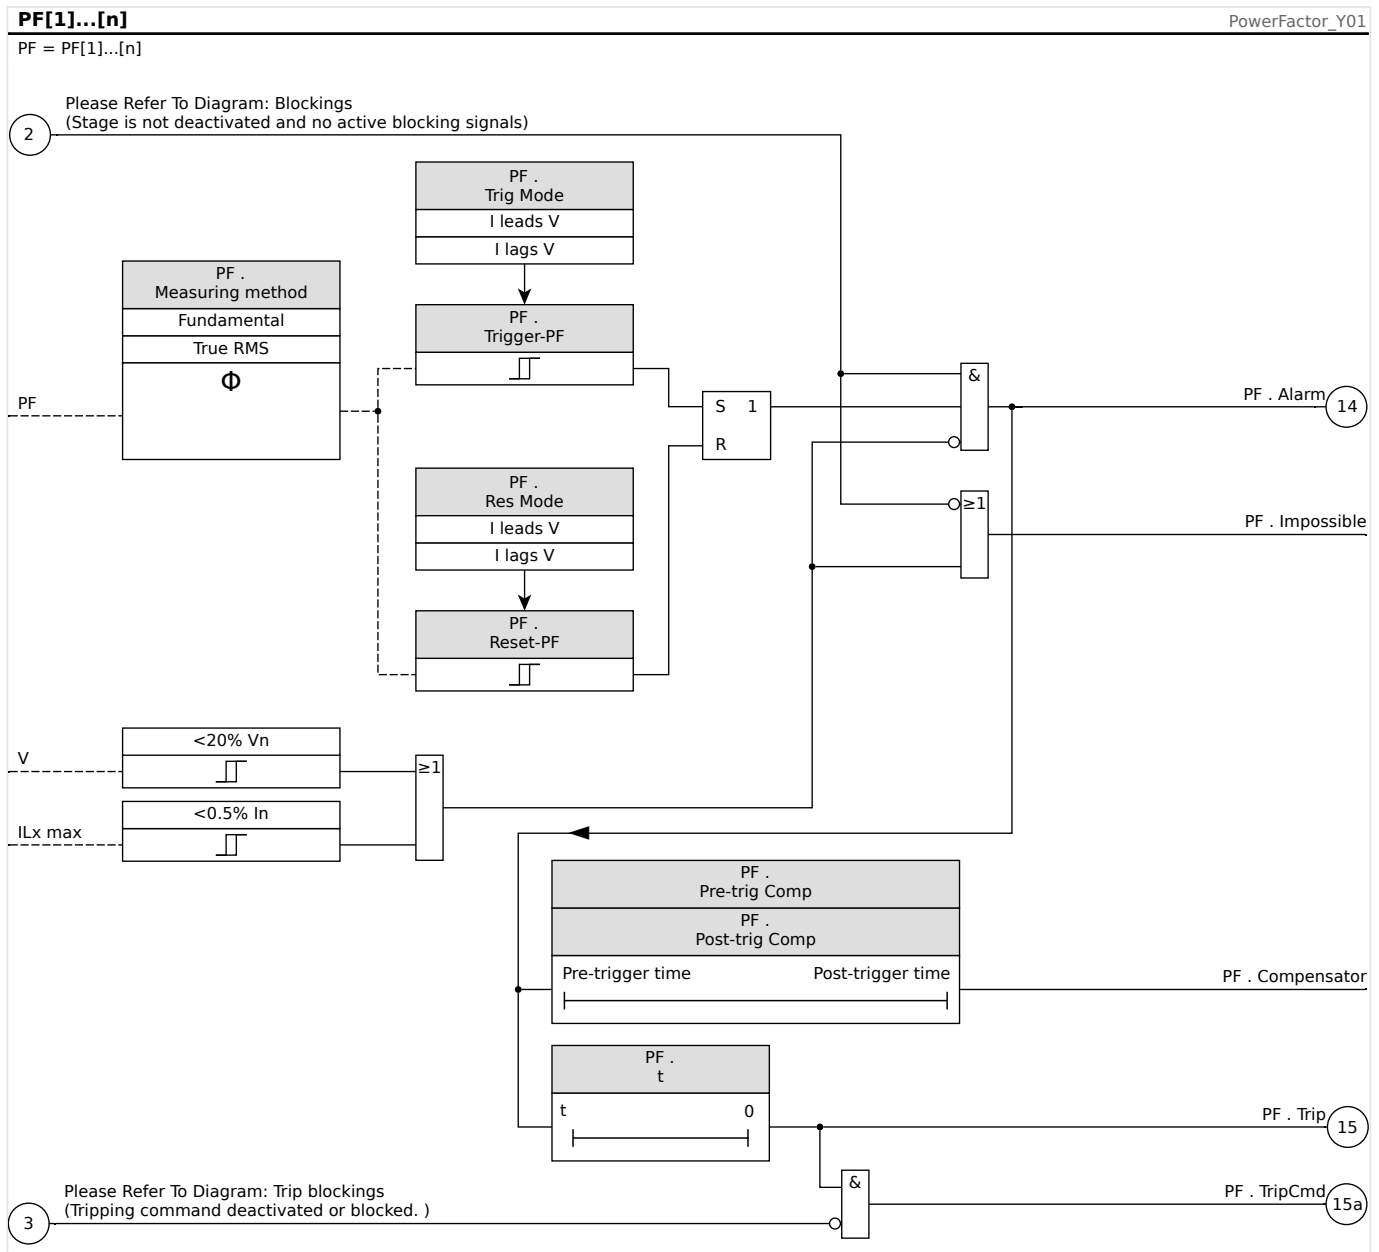 PF[1]...[n]
PowerFactor_Y01
PF = PF[1]...[n]
Please Refer To Diagram: Blockings
(Stage is not deactivated and no active blocking signals)
2
PF .
Trig Mode
I leads V
I lags V
PF .
Measuring method
Fundamental
True RMS
Φ
PF
PF .
Trigger-PF
S 1
R
&
PF . Alarm
14
PF .
Res Mode
I leads V
I lags V
≥1
PF . Impossible
PF .
Reset-PF
<20% Vn
V
≥1
<0.5% In
ILx max
PF .
Pre-trig Comp
PF .
Post-trig Comp
Pre-trigger time Post-trigger time
PF . Compensator
PF .
t
t 0
PF . Trip
15
&
PF . TripCmd
15a
Please Refer To Diagram: Trip blockings
(Tripping command deactivated or blocked. )
3